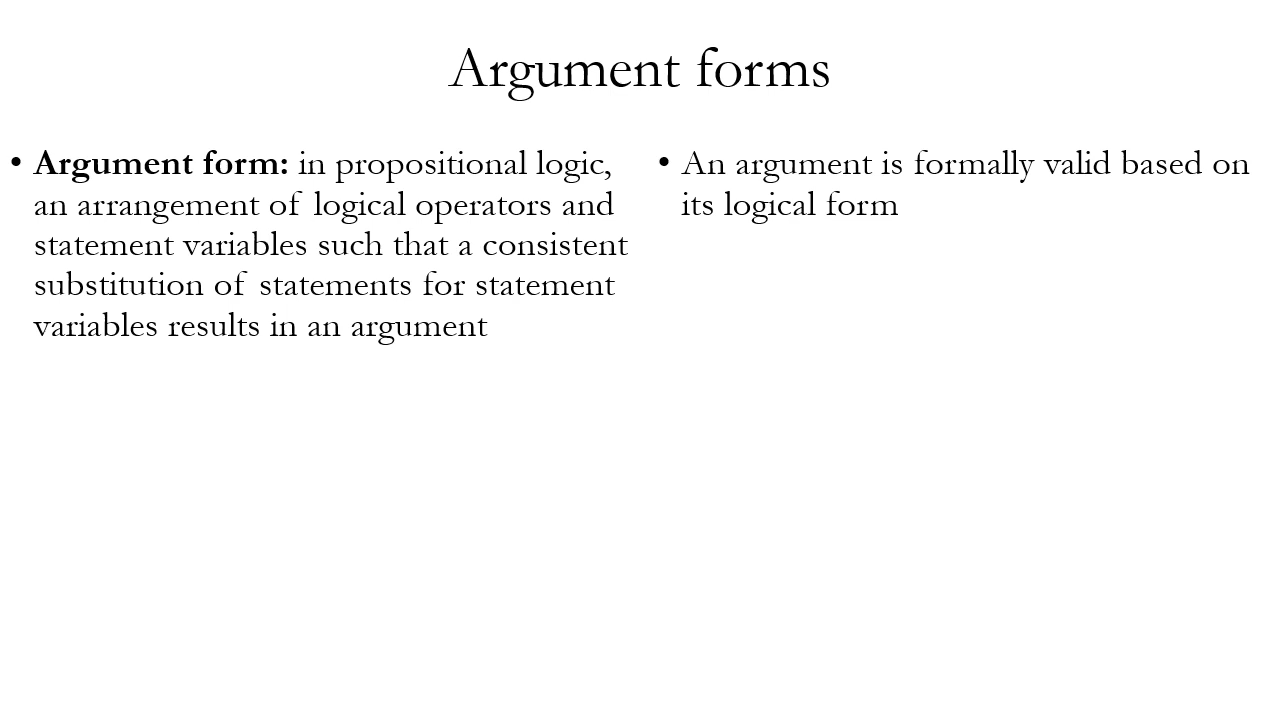 Argument forms
• Argument form: in propositional logic,
an arrangement of logical operators and
statement variables such that a consistent
substitution of statements for statement
variables results in an argument
• An argument is formally valid based on
its logical form